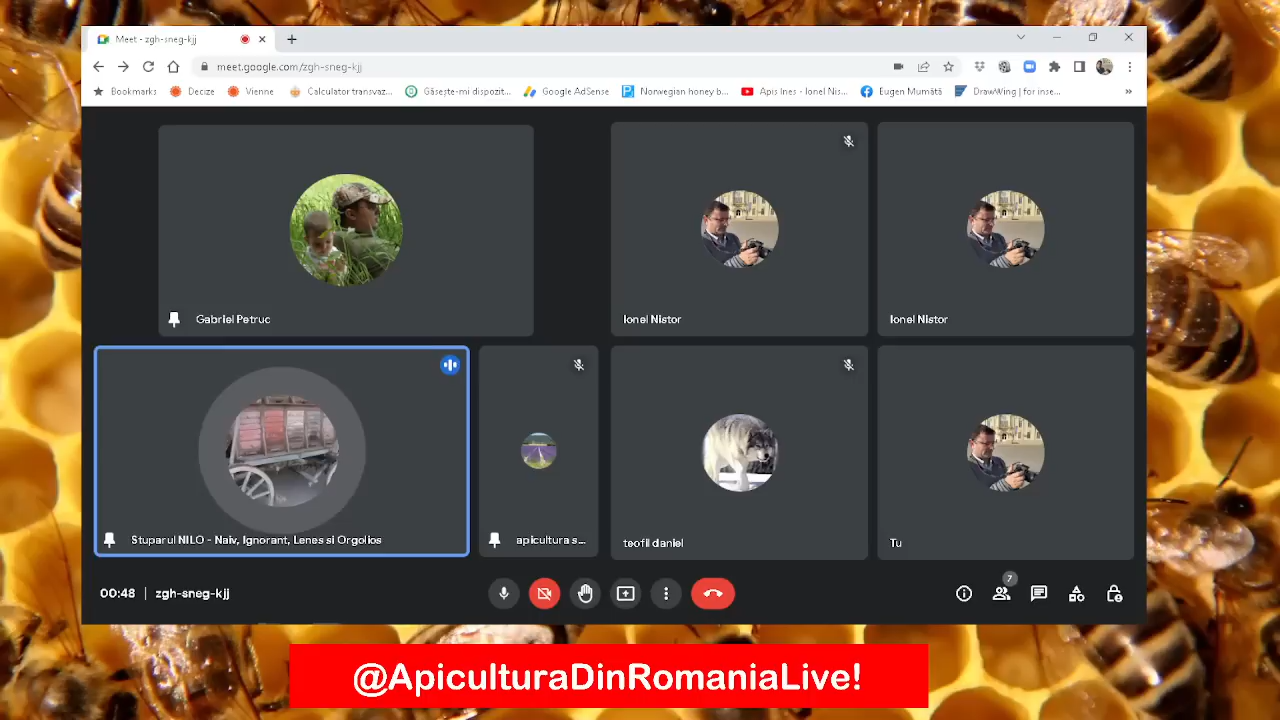 Meet - zgh-sneg-kjj
meet.google.com/zgh-sneg-kjj
Bookmarks Decize Vienne Calculator transvaz... Găsește-mi dispozit... Google AdSense Norwegian honey b... Apis Ines - Ionel Nis... Eugen Mumătă DrawWing | for inse... »
Gabriel Petruc
Ionel Nistor
Ionel Nistor
Stuparul NILO - Naiv, Ignorant, Lenes si Orgolios
apicultura s...
teofil daniel
Tu
00:48 | zgh-sneg-kjj
7
@ApiculturaDinRomaniaLive!